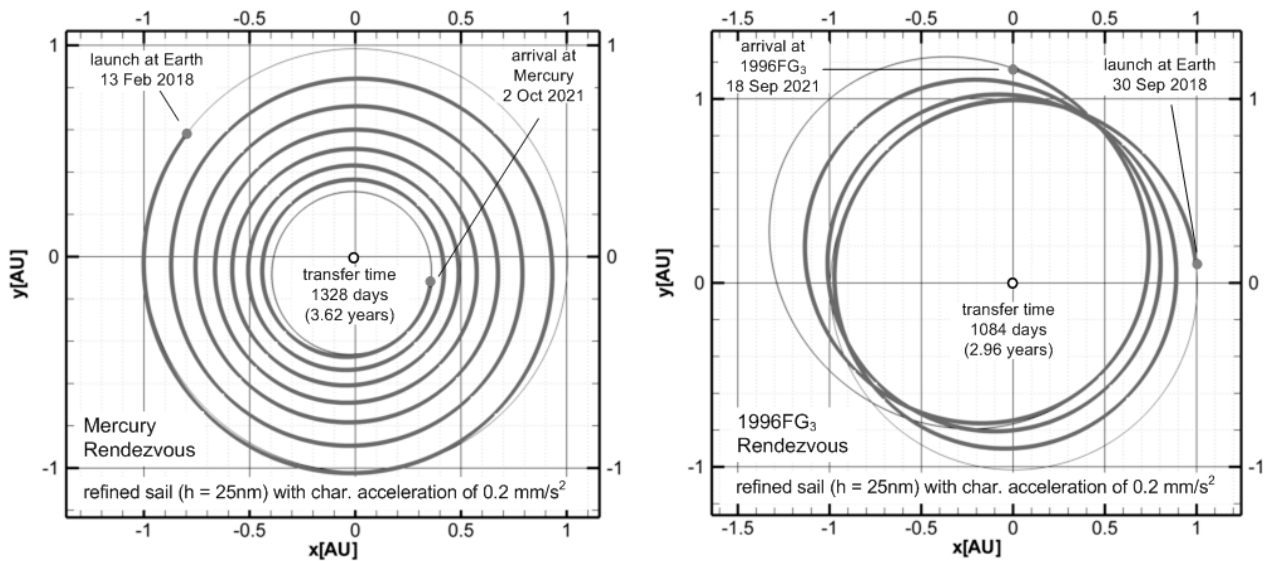 -1 -0.5 0 0.5 1
1
0
-1
y[AU]
1
0
-1
launch at Earth
13 Feb 2018
arrival at
Mercury
2 Oct 2021
transfer time
1328 days
(3.62 years)
Mercury
Rendezvous
refined sail (h = 25nm) with char. acceleration of 0.2 mm/s²
-1 -0.5 0 0.5 1
x[AU]
-1.5 -1 -0.5 0 0.5 1
1
0
-1
y[AU]
1
0
-1
arrival at
1996FG₃
18 Sep 2021
launch at Earth
30 Sep 2018
transfer time
1084 days
(2.96 years)
1996FG₃
Rendezvous
refined sail (h = 25nm) with char. acceleration of 0.2 mm/s²
-1.5 -1 -0.5 0 0.5 1
x[AU]